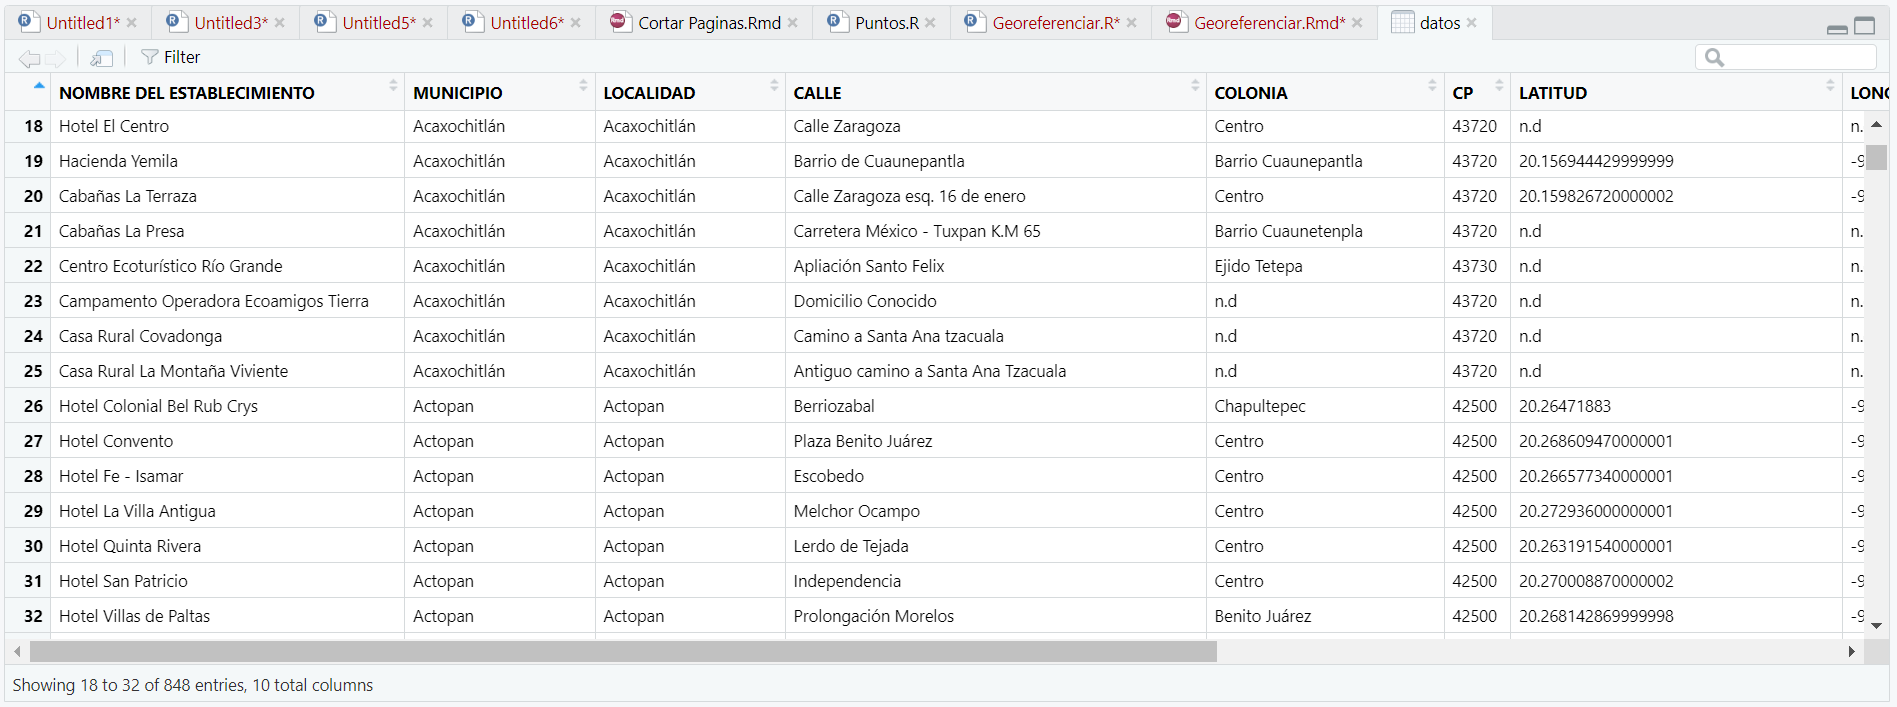 Untitled1* Untitled3* Untitled5* Untitled6* Cortar Paginas.Rmd Puntos.R Georeferenciar.R* Georeferenciar.Rmd* datos
Filter
NOMBRE DEL ESTABLECIMIENTO MUNICIPIO LOCALIDAD CALLE COLONIA CP LATITUD LONG
18 Hotel El Centro Acaxochitlán Acaxochitlán Calle Zaragoza Centro 43720 n.d n.
19 Hacienda Yemila Acaxochitlán Acaxochitlán Barrio de Cuaunepantla Barrio Cuaunepantla 43720 20.156944429999999 -9
20 Cabañas La Terraza Acaxochitlán Acaxochitlán Calle Zaragoza esq. 16 de enero Centro 43720 20.159826720000002 -9
21 Cabañas La Presa Acaxochitlán Acaxochitlán Carretera México - Tuxpan K.M 65 Barrio Cuaunetenpla 43720 n.d n.
22 Centro Ecoturístico Río Grande Acaxochitlán Acaxochitlán Apliación Santo Felix Ejido Tetepa 43730 n.d n.
23 Campamento Operadora Ecoamigos Tierra Acaxochitlán Acaxochitlán Domicilio Conocido n.d 43720 n.d n.
24 Casa Rural Covadonga Acaxochitlán Acaxochitlán Camino a Santa Ana tzacuala n.d 43720 n.d n.
25 Casa Rural La Montaña Viviente Acaxochitlán Acaxochitlán Antiguo camino a Santa Ana Tzacuala n.d 43720 n.d n.
26 Hotel Colonial Bel Rub Crys Actopan Actopan Berriozabal Chapultepec 42500 20.26471883 -9
27 Hotel Convento Actopan Actopan Plaza Benito Juárez Centro 42500 20.268609470000001 -9
28 Hotel Fe - Isamar Actopan Actopan Escobedo Centro 42500 20.266577340000001 -9
29 Hotel La Villa Antigua Actopan Actopan Melchor Ocampo Centro 42500 20.272936000000001 -9
30 Hotel Quinta Rivera Actopan Actopan Lerdo de Tejada Centro 42500 20.263191540000001 -9
31 Hotel San Patricio Actopan Actopan Independencia Centro 42500 20.270008870000002 -9
32 Hotel Villas de Paltas Actopan Actopan Prolongación Morelos Benito Juárez 42500 20.268142869999998 -9
Showing 18 to 32 of 848 entries, 10 total columns